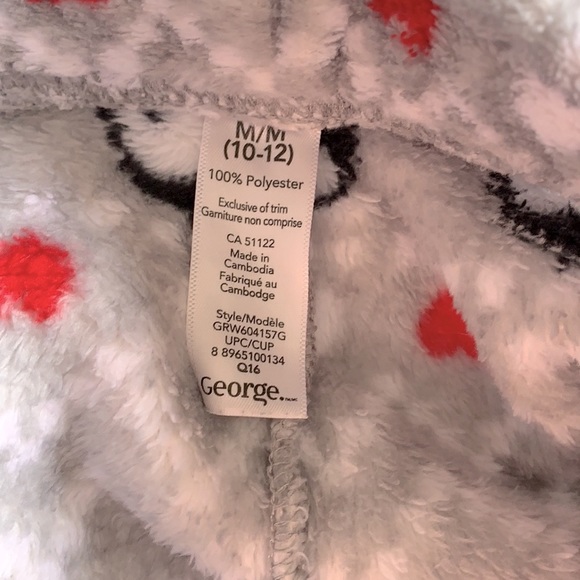 M/M
(10-12)
100% Polyester
Exclusive of trim
Garniture non comprise
CA 51122
Made in
Cambodia
Fabriqué au
Cambodge
Style/Modèle
GRW604157G
UPC/CUP
8 8965100134
Q16
George.